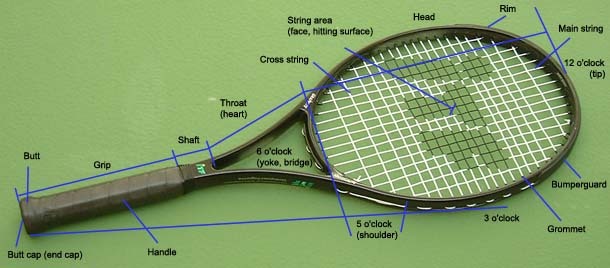 Rim
Head
String area
(face, hitting surface)
Main string
Cross string
12 o'clock
(tip)
Throat
(heart)
Shaft
6 o'clock
(yoke, bridge)
Grip
Butt
Bumperguard
3 o'clock
5 o'clock
(shoulder)
Grommet
Handle
Butt cap (end cap)